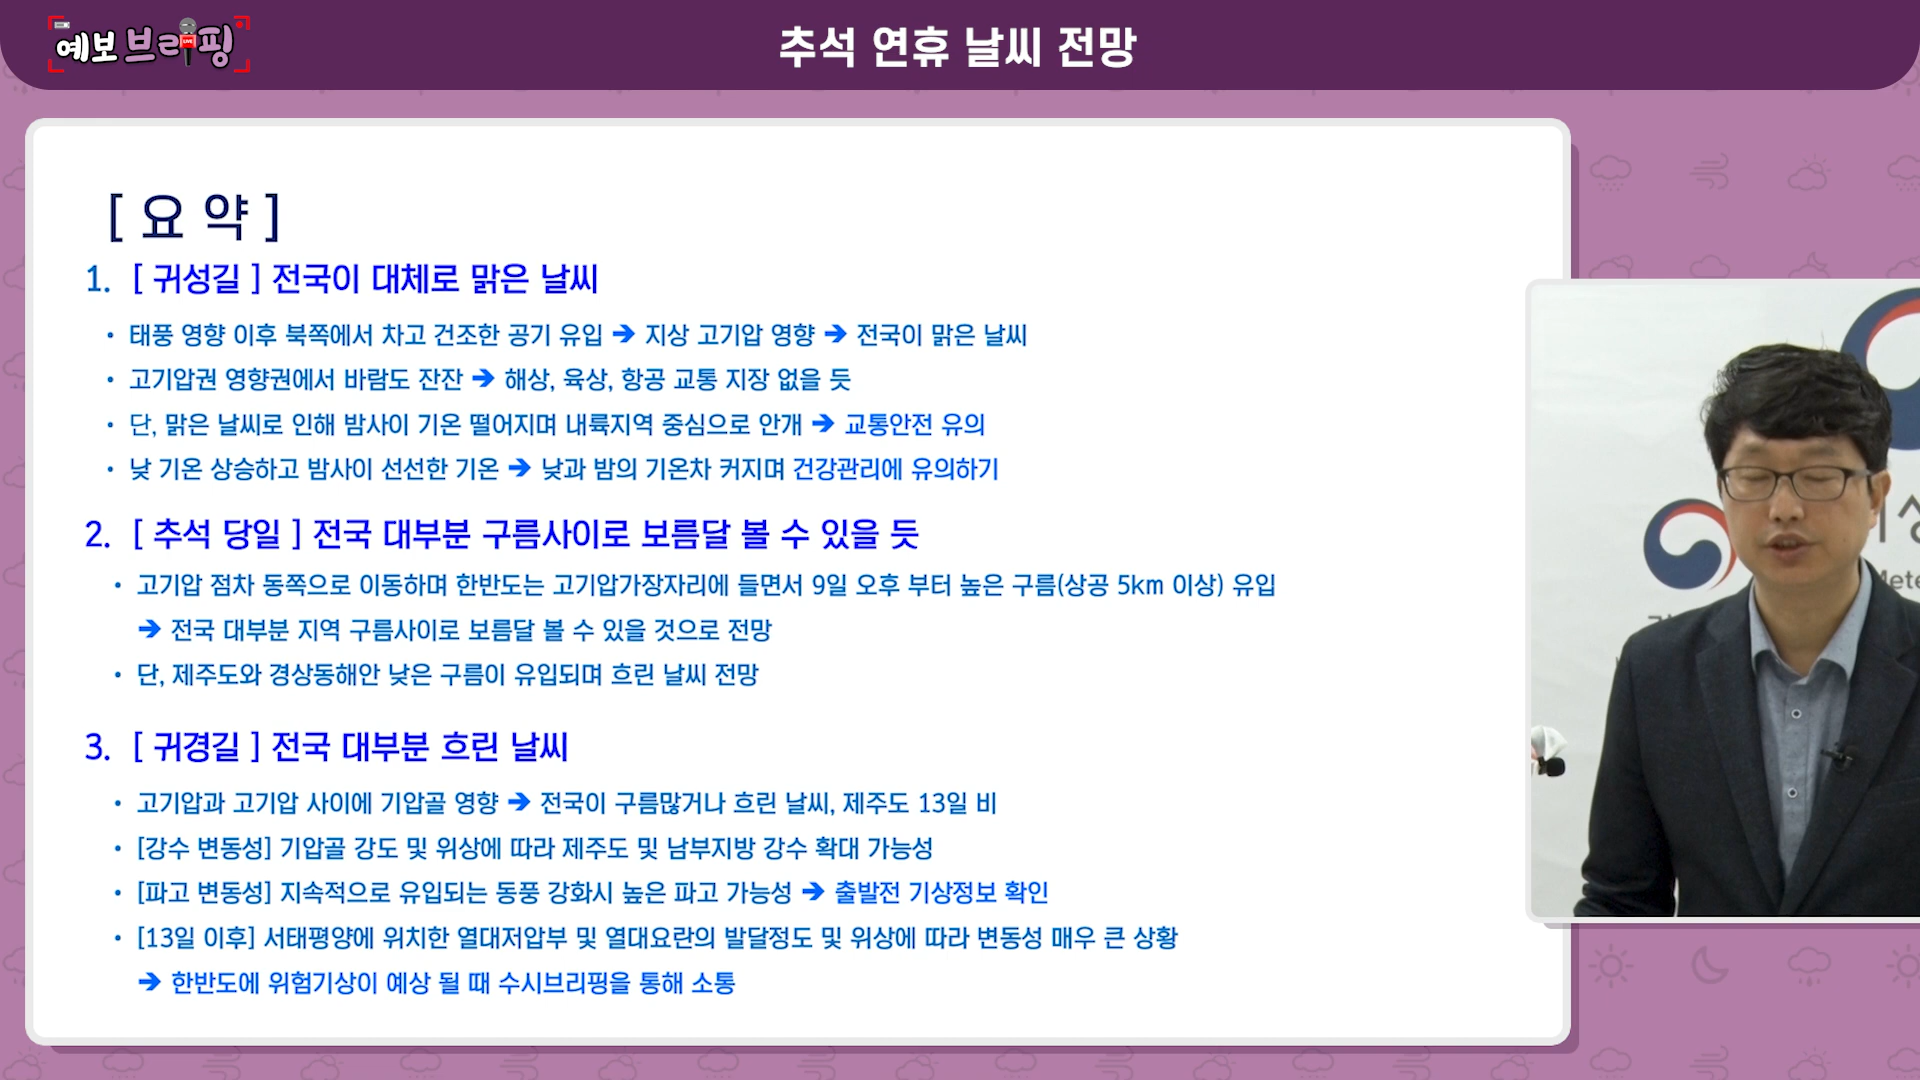 예보 브리핑
LIVE
추석 연휴 날씨 전망
[ 요 약 ]
1. [ 귀성길 ] 전국이 대체로 맑은 날씨
• 태풍 영향 이후 북쪽에서 차고 건조한 공기 유입 ➔ 지상 고기압 영향 ➔ 전국이 맑은 날씨
• 고기압권 영향권에서 바람도 잔잔 ➔ 해상, 육상, 항공 교통 지장 없을 듯
• 단, 맑은 날씨로 인해 밤사이 기온 떨어지며 내륙지역 중심으로 안개 ➔ 교통안전 유의
• 낮 기온 상승하고 밤사이 선선한 기온 ➔ 낮과 밤의 기온차 커지며 건강관리에 유의하기
2. [ 추석 당일 ] 전국 대부분 구름사이로 보름달 볼 수 있을 듯
• 고기압 점차 동쪽으로 이동하며 한반도는 고기압가장자리에 들면서 9일 오후 부터 높은 구름(상공 5km 이상) 유입
➔ 전국 대부분 지역 구름사이로 보름달 볼 수 있을 것으로 전망
• 단, 제주도와 경상동해안 낮은 구름이 유입되며 흐린 날씨 전망
3. [ 귀경길 ] 전국 대부분 흐린 날씨
• 고기압과 고기압 사이에 기압골 영향 ➔ 전국이 구름많거나 흐린 날씨, 제주도 13일 비
• [강수 변동성] 기압골 강도 및 위상에 따라 제주도 및 남부지방 강수 확대 가능성
• [파고 변동성] 지속적으로 유입되는 동풍 강화시 높은 파고 가능성 ➔ 출발전 기상정보 확인
• [13일 이후] 서태평양에 위치한 열대저압부 및 열대요란의 발달정도 및 위상에 따라 변동성 매우 큰 상황
➔ 한반도에 위험기상이 예상 될 때 수시브리핑을 통해 소통